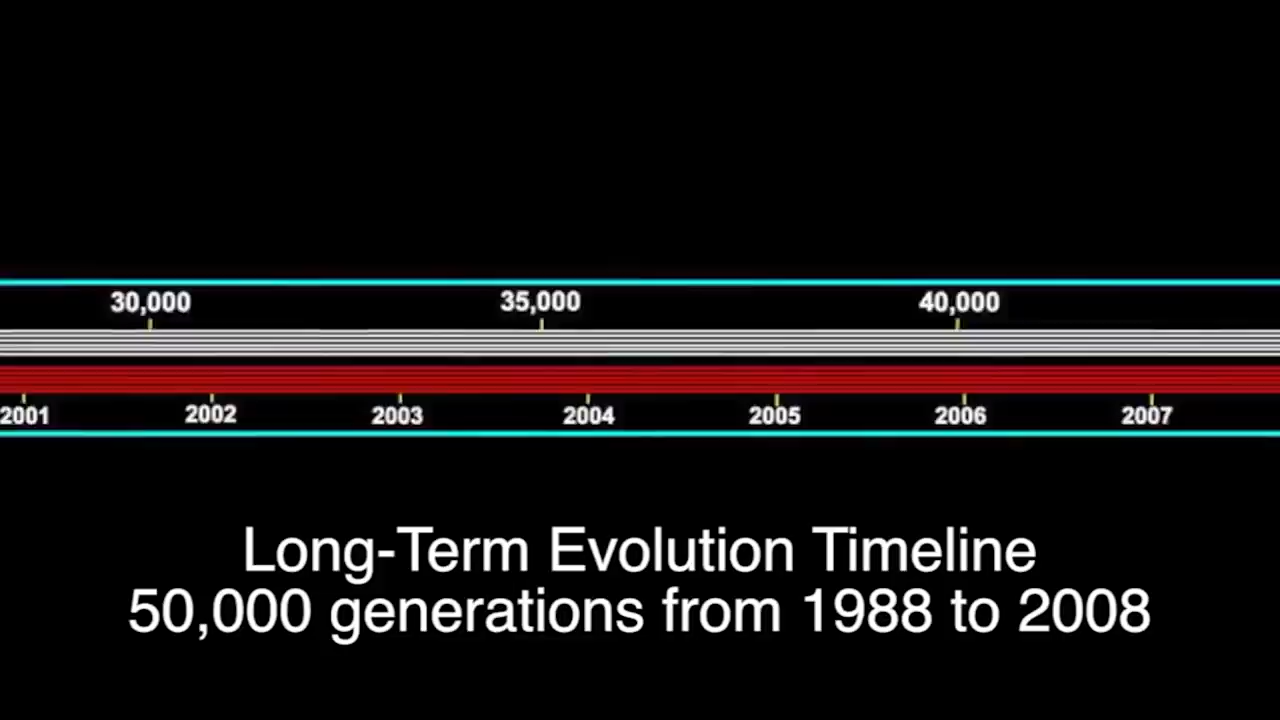 30,000 35,000 40,000
2001 2002 2003 2004 2005 2006 2007
Long-Term Evolution Timeline
50,000 generations from 1988 to 2008